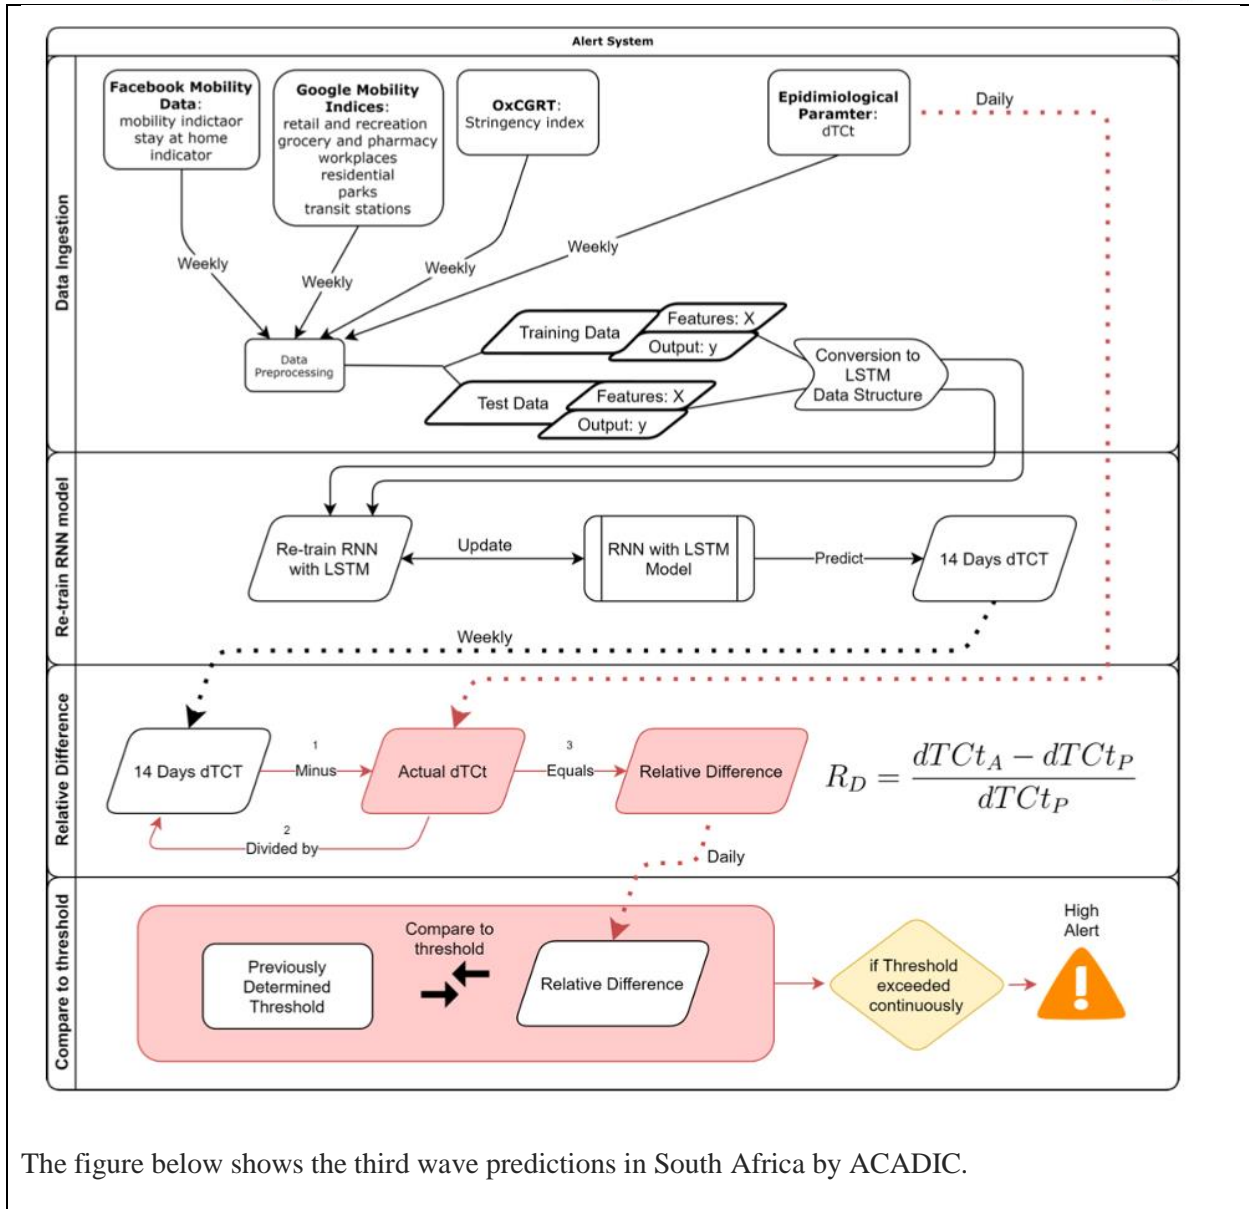 Alert System
Data Ingestion
Facebook Mobility
Data:
mobility indictaor
stay at home
indicator
Google Mobility
Indices:
retail and recreation
grocery and pharmacy
workplaces
residential
parks
transit stations
OxCGRT:
Stringency index
Epidimiological
Paramter:
dTCt
Daily
Weekly
Weekly
Weekly
Weekly
Data
Preprocessing
Training Data
Features: X
Output: y
Test Data
Features: X
Output: y
Conversion to
LSTM
Data Structure
Re-train RNN model
Re-train RNN
with LSTM
Update
RNN with LSTM
Model
Predict
14 Days dTCT
Weekly
Relative Difference
14 Days dTCT
1
Minus
Actual dTCt
3
Equals
Relative Difference
2
Divided by
R_D = \frac{dTCt_A - dTCt_P}{dTCt_P}
Daily
Compare to threshold
Previously
Determined
Threshold
Compare to
threshold
Relative Difference
if Threshold
exceeded
continuously
High
Alert
!
The figure below shows the third wave predictions in South Africa by ACADIC.